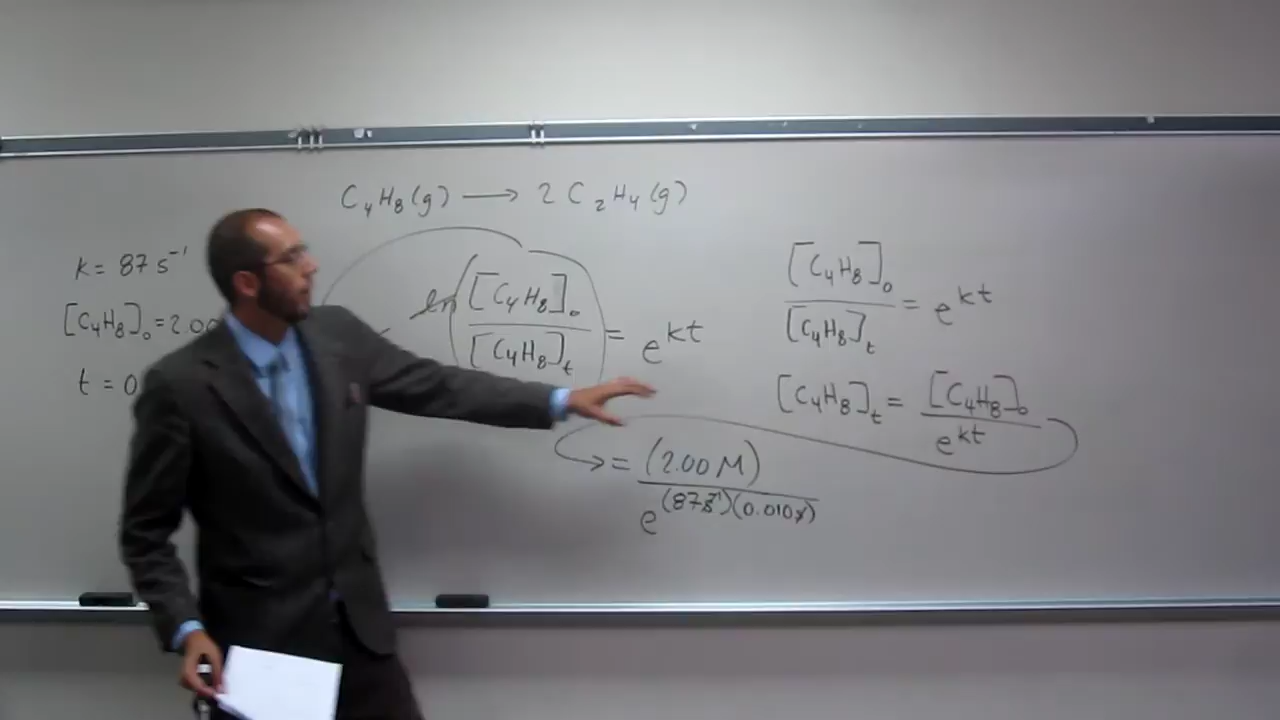 C₄H₈(g) ⟶ 2 C₂H₄(g)
k = 87 s⁻¹
[C₄H₈]₀ = 2.00
t = 0
ln([C₄H₈]₀ / [C₄H₈]ₜ) = e^kt
[C₄H₈]₀ / [C₄H₈]ₜ = e^kt
[C₄H₈]ₜ = [C₄H₈]₀ / e^kt
= (2.00 M) / e^(87s⁻¹)(0.010s)